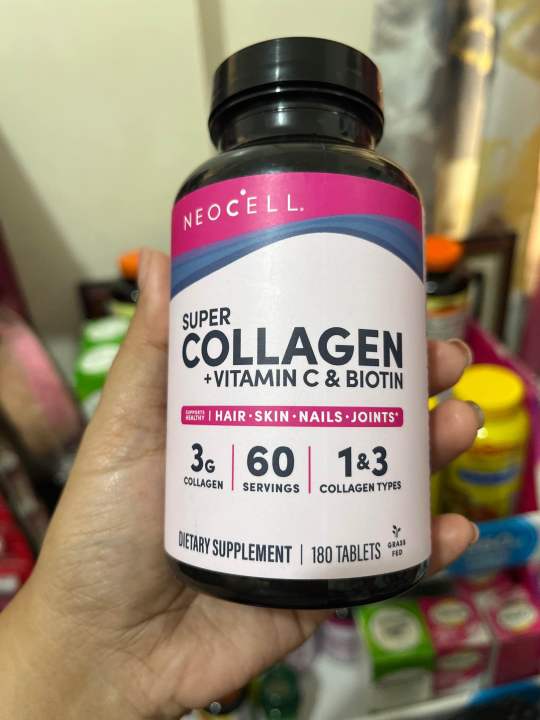 NEOCELL®
SUPER
COLLAGEN
+VITAMIN C & BIOTIN
SUPPORTS HEALTHY | HAIR·SKIN·NAILS·JOINTS*
3G COLLAGEN | 60 SERVINGS | 1&3 COLLAGEN TYPES
DIETARY SUPPLEMENT | 180 TABLETS
GRASS
FED